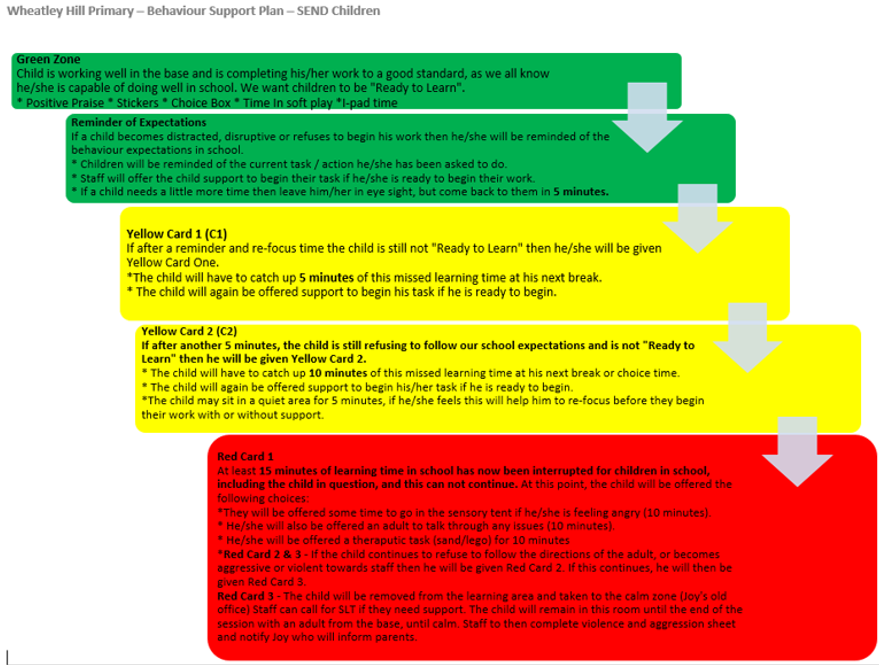 Wheatley Hill Primary – Behaviour Support Plan – SEND Children
Green Zone
Child is working well in the base and is completing his/her work to a good standard, as we all know
he/she is capable of doing well in school. We want children to be "Ready to Learn".
* Positive Praise * Stickers * Choice Box * Time In soft play *I-pad time
Reminder of Expectations
If a child becomes distracted, disruptive or refuses to begin his work then he/she will be reminded of the
behaviour expectations in school.
* Children will be reminded of the current task / action he/she has been asked to do.
* Staff will offer the child support to begin their task if he/she is ready to begin their work.
* If a child needs a little more time then leave him/her in eye sight, but come back to them in 5 minutes.
Yellow Card 1 (C1)
If after a reminder and re-focus time the child is still not "Ready to Learn" then he/she will be given
Yellow Card One.
*The child will have to catch up 5 minutes of this missed learning time at his next break.
* The child will again be offered support to begin his task if he is ready to begin.
Yellow Card 2 (C2)
If after another 5 minutes, the child is still refusing to follow our school expectations and is not "Ready to
Learn" then he will be given Yellow Card 2.
* The child will have to catch up 10 minutes of this missed learning time at his next break or choice time.
* The child will again be offered support to begin his/her task if he is ready to begin.
*The child may sit in a quiet area for 5 minutes, if he/she feels this will help him to re-focus before they begin
their work with or without support.
Red Card 1
At least 15 minutes of learning time in school has now been interrupted for children in school,
including the child in question, and this can not continue. At this point, the child will be offered the
following choices:
*They will be offered some time to go in the sensory tent if he/she is feeling angry (10 minutes).
* He/she will also be offered an adult to talk through any issues (10 minutes).
* He/she will be offered a theraputic task (sand/lego) for 10 minutes
*Red Card 2 & 3 - If the child continues to refuse to follow the directions of the adult, or becomes
aggressive or violent towards staff then he will be given Red Card 2. If this continues, he will then be
given Red Card 3.
Red Card 3 - The child will be removed from the learning area and taken to the calm zone (Joy's old
office) Staff can call for SLT if they need support. The child will remain in this room until the end of the
session with an adult from the base, until calm. Staff to then complete violence and aggression sheet
and notify Joy who will inform parents.